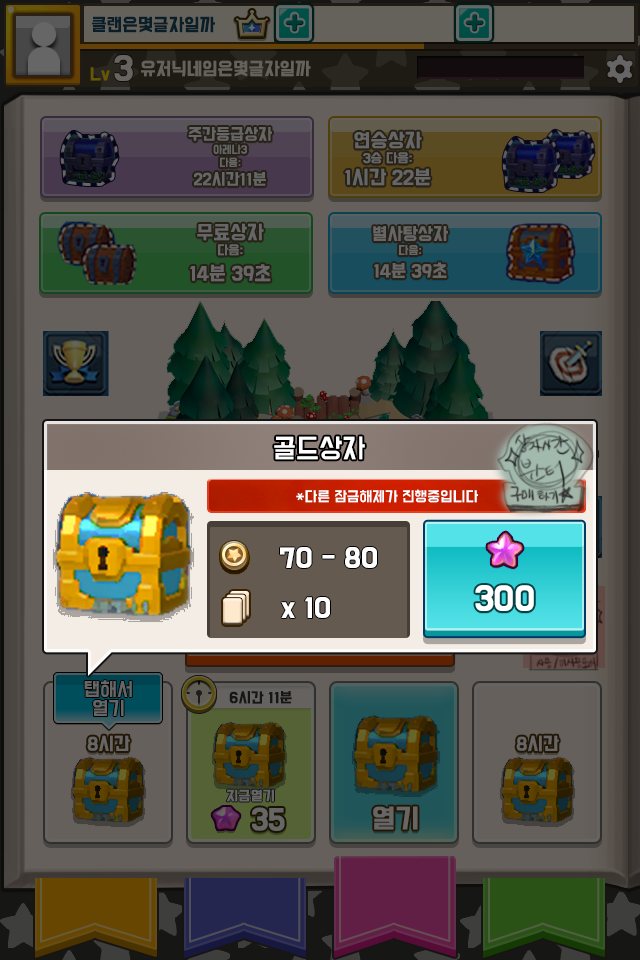 클랜은몇글자일까
Lv 3 유저닉네임은몇글자일까
주간등급상자
아레나3
다음:
22시간11분
연승상자
3승 다음:
1시간 22분
무료상자
다음:
14분 39초
별사탕상자
다음:
14분 39초
골드상자
구매하기
*다른 잠금해제가 진행중입니다
70 - 80
x 10
300
탭해서
열기
8시간
6시간 11분
지금열기
35
열기
8시간